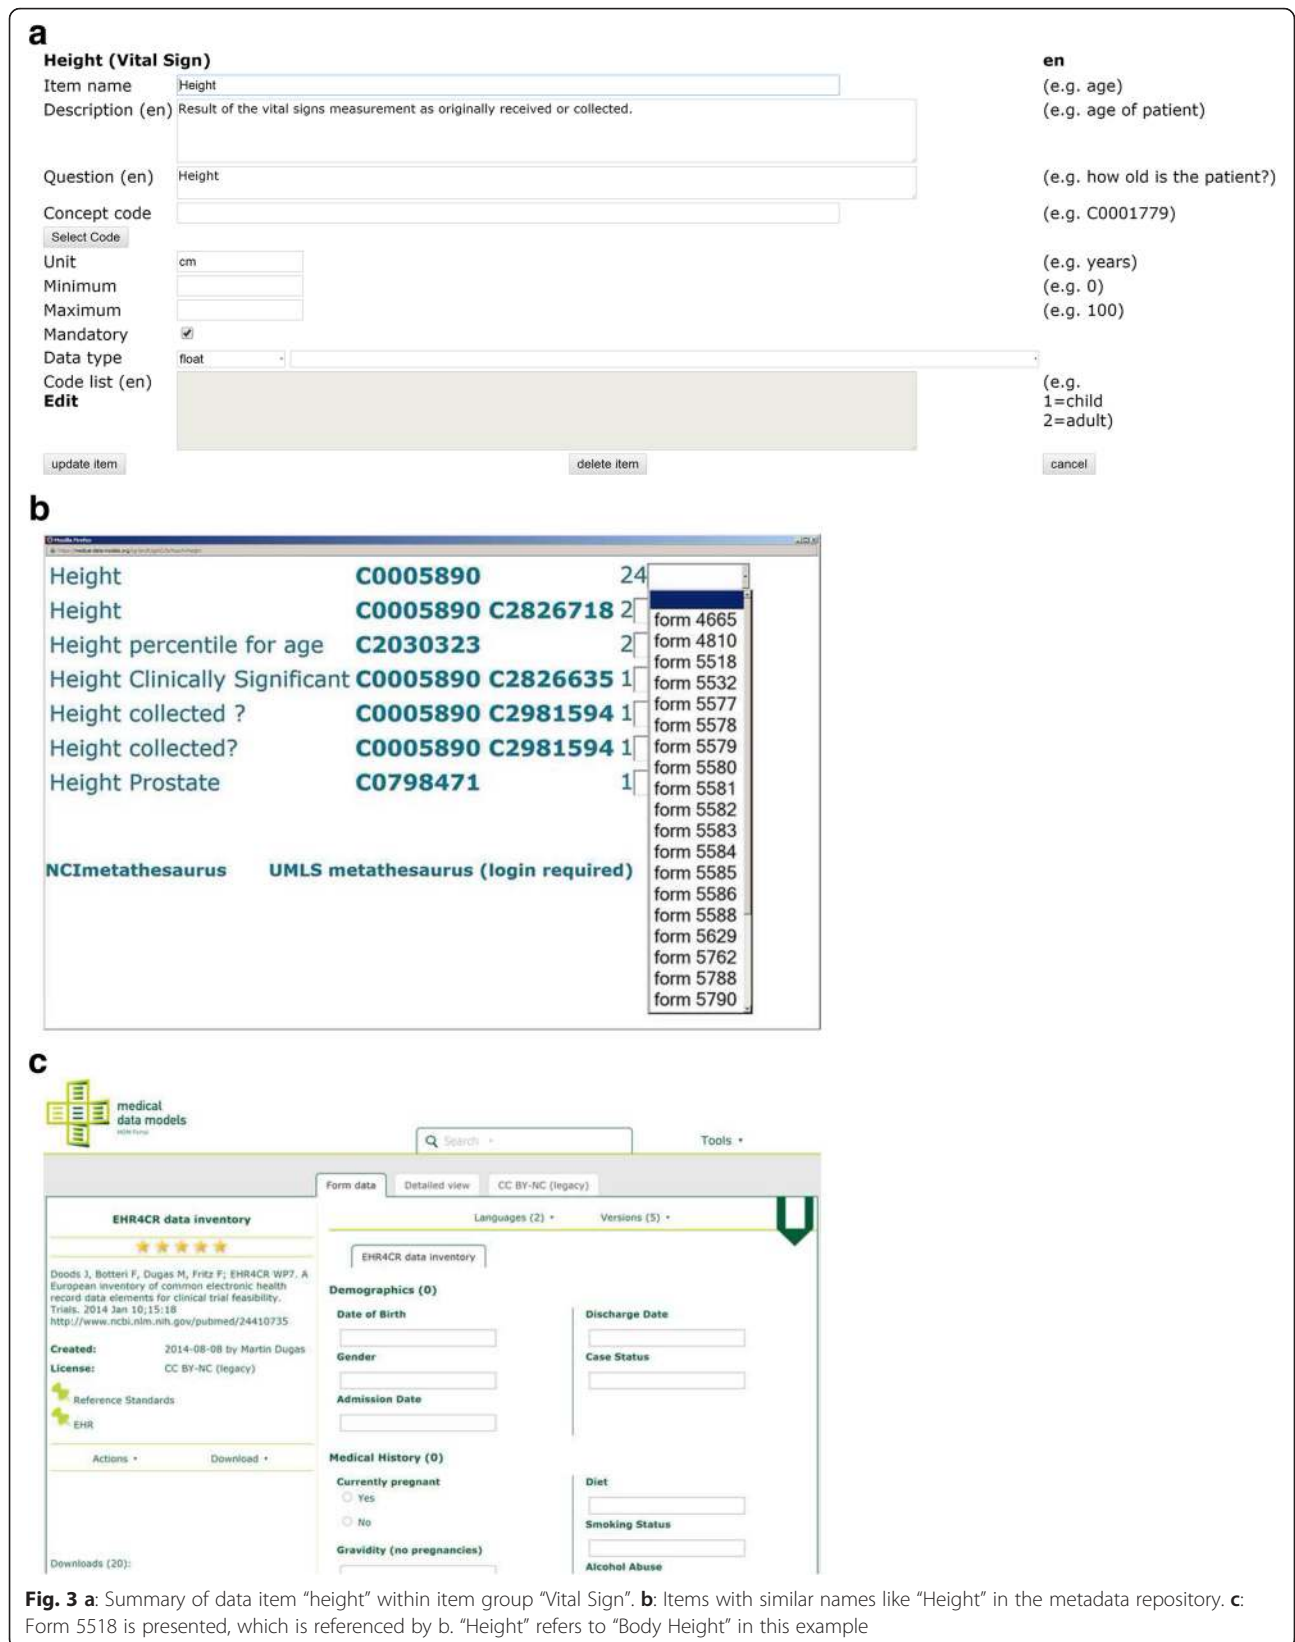 a
Height (Vital Sign) en
Item name Height (e.g. age)
Description (en) Result of the vital signs measurement as originally received or collected. (e.g. age of patient)
Question (en) Height (e.g. how old is the patient?)
Concept code (e.g. C0001779)
Select Code
Unit cm (e.g. years)
Minimum (e.g. 0)
Maximum (e.g. 100)
Mandatory
Data type float
Code list (en) (e.g.
Edit 1=child
2=adult)
update item delete item cancel
b
Mozilla Firefox
Height C0005890 24
Height C0005890 C2826718 2
Height percentile for age C2030323 2
Height Clinically Significant C0005890 C2826635 1
Height collected ? C0005890 C2981594 1
Height collected? C0005890 C2981594 1
Height Prostate C0798471 1
NCImetathesaurus UMLS metathesaurus (login required)
form 4665
form 4810
form 5518
form 5532
form 5577
form 5578
form 5579
form 5580
form 5581
form 5582
form 5583
form 5584
form 5585
form 5586
form 5588
form 5629
form 5762
form 5788
form 5790
c
medical
data models
MDM Portal
Search
Tools
Form data Detailed view CC BY-NC (legacy)
EHR4CR data inventory
Doods J, Botteri F, Dugas M, Fritz F; EHR4CR WP7. A
European inventory of common electronic health
record data elements for clinical trial feasibility.
Trials. 2014 Jan 10;15:18
http://www.ncbi.nlm.nih.gov/pubmed/24410735
Created: 2014-08-08 by Martin Dugas
License: CC BY-NC (legacy)
Reference Standards
EHR
Actions Download
Downloads (20):
Languages (2) Versions (5)
EHR4CR data inventory
Demographics (0)
Date of Birth Discharge Date
Gender Case Status
Admission Date
Medical History (0)
Currently pregnant Diet
Yes
No Smoking Status
Gravidity (no pregnancies)
Alcohol Abuse
Fig. 3 a: Summary of data item “height” within item group “Vital Sign”. b: Items with similar names like “Height” in the metadata repository. c:
Form 5518 is presented, which is referenced by b. “Height” refers to “Body Height” in this example